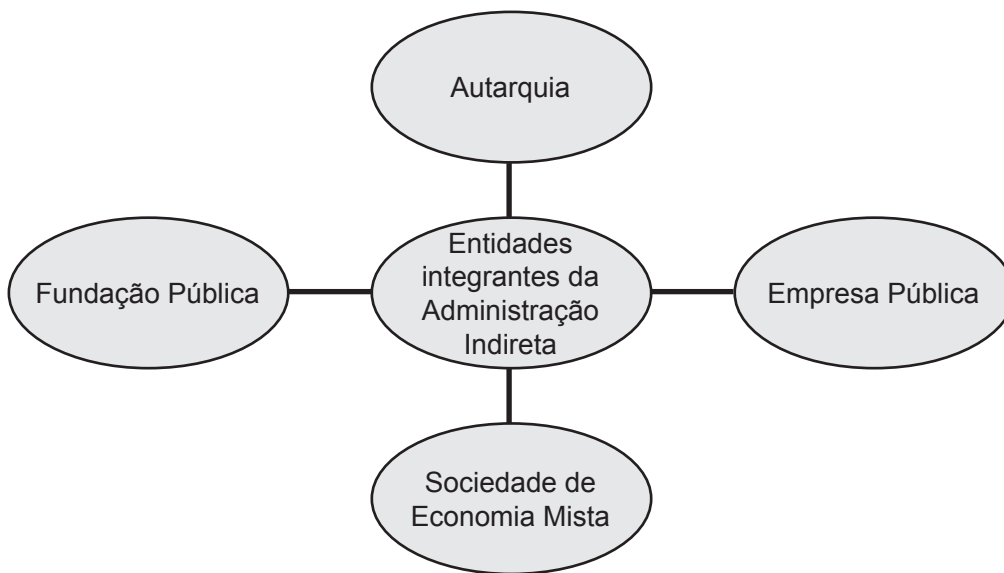 Autarquia
Fundação Pública
Entidades
integrantes da
Administração
Indireta
Empresa Pública
Sociedade de
Economia Mista